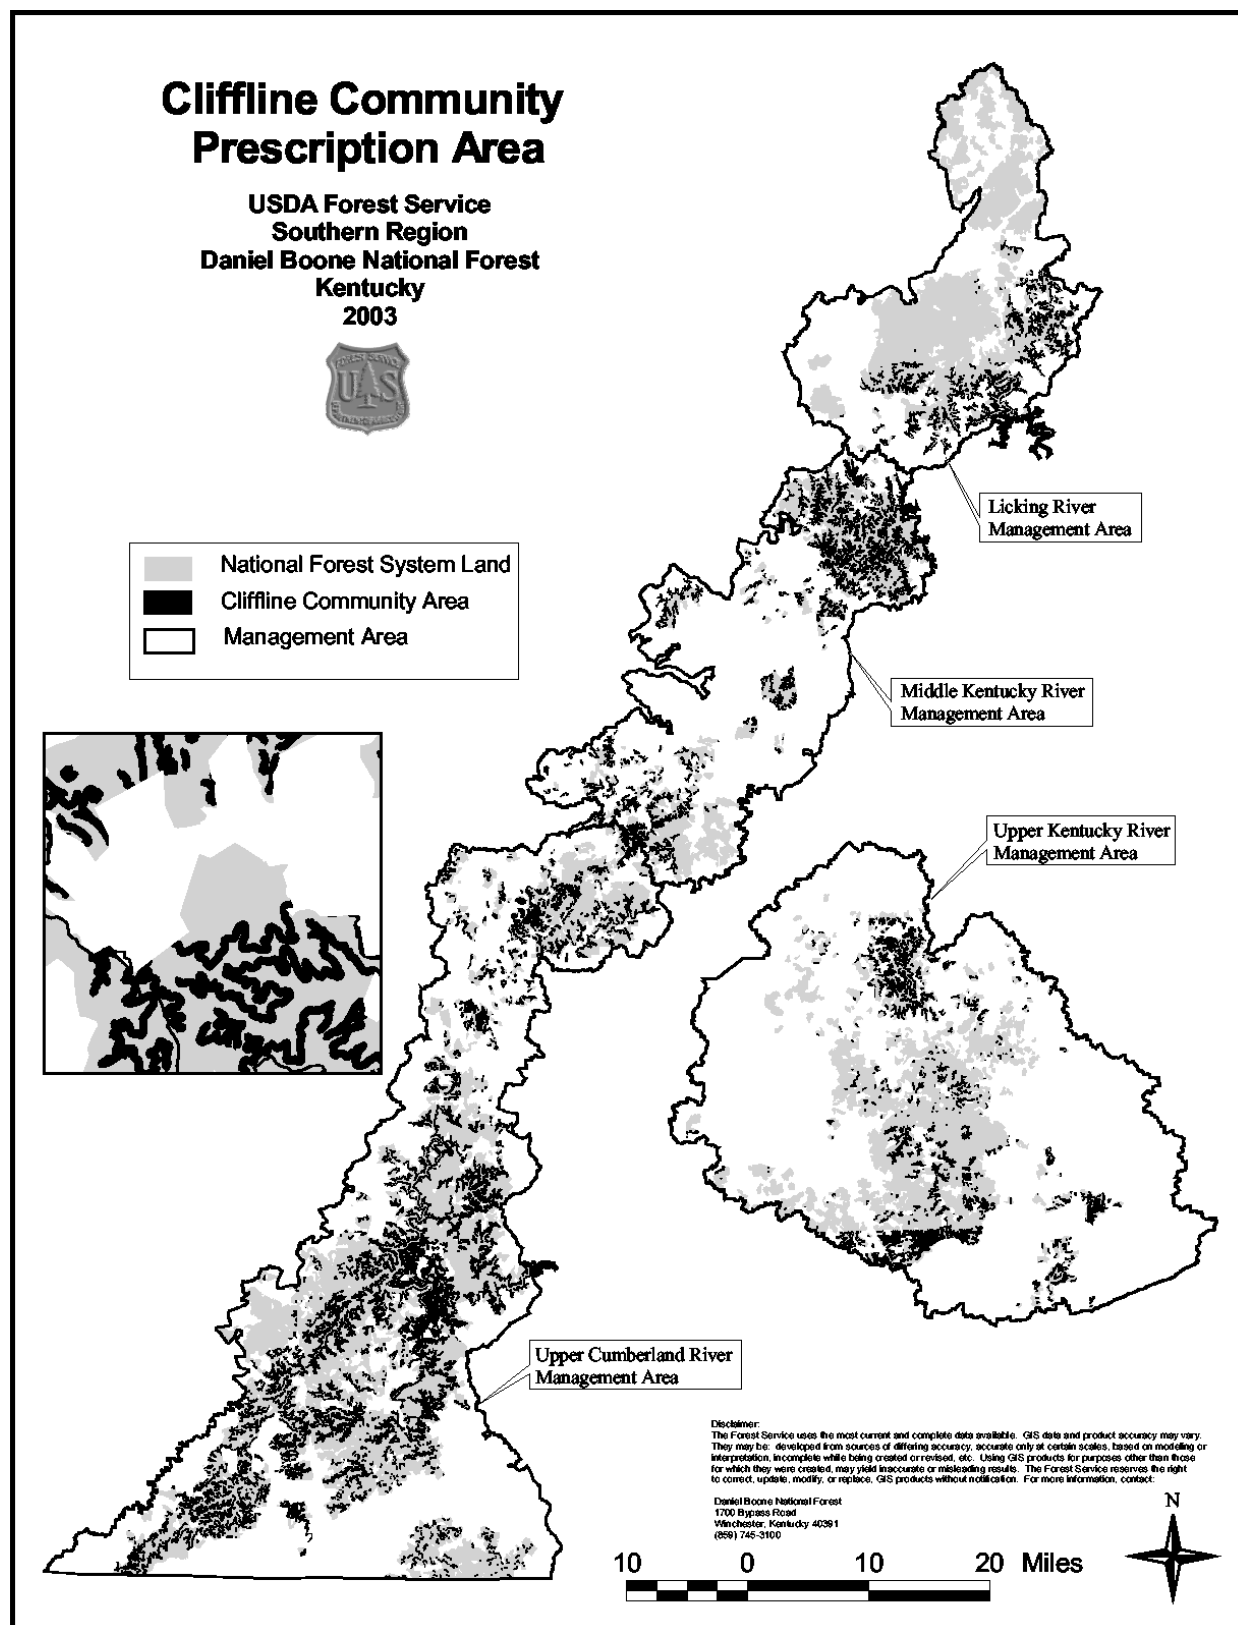 Cliffline Community
Prescription Area
USDA Forest Service
Southern Region
Daniel Boone National Forest
Kentucky
2003
FOREST SERVICE
U S
National Forest System Land
Cliffline Community Area
Management Area
Licking River
Management Area
Middle Kentucky River
Management Area
Upper Kentucky River
Management Area
Upper Cumberland River
Management Area
Disclaimer:
The Forest Service uses the most current and complete data available. GIS data and product accuracy may vary.
They may be: developed from sources of differing accuracy, accurate only at certain scales, based on modeling or
interpretation, incomplete while being created or revised, etc. Using GIS products for purposes other than those
for which they were created, may yield inaccurate or misleading results. The Forest Service reserves the right
to correct, update, modify, or replace, GIS products without notification. For more information, contact:
Daniel Boone National Forest
1700 Bypass Road
Winchester, Kentucky 40391
(859) 745-3100
N
10 0 10 20 Miles